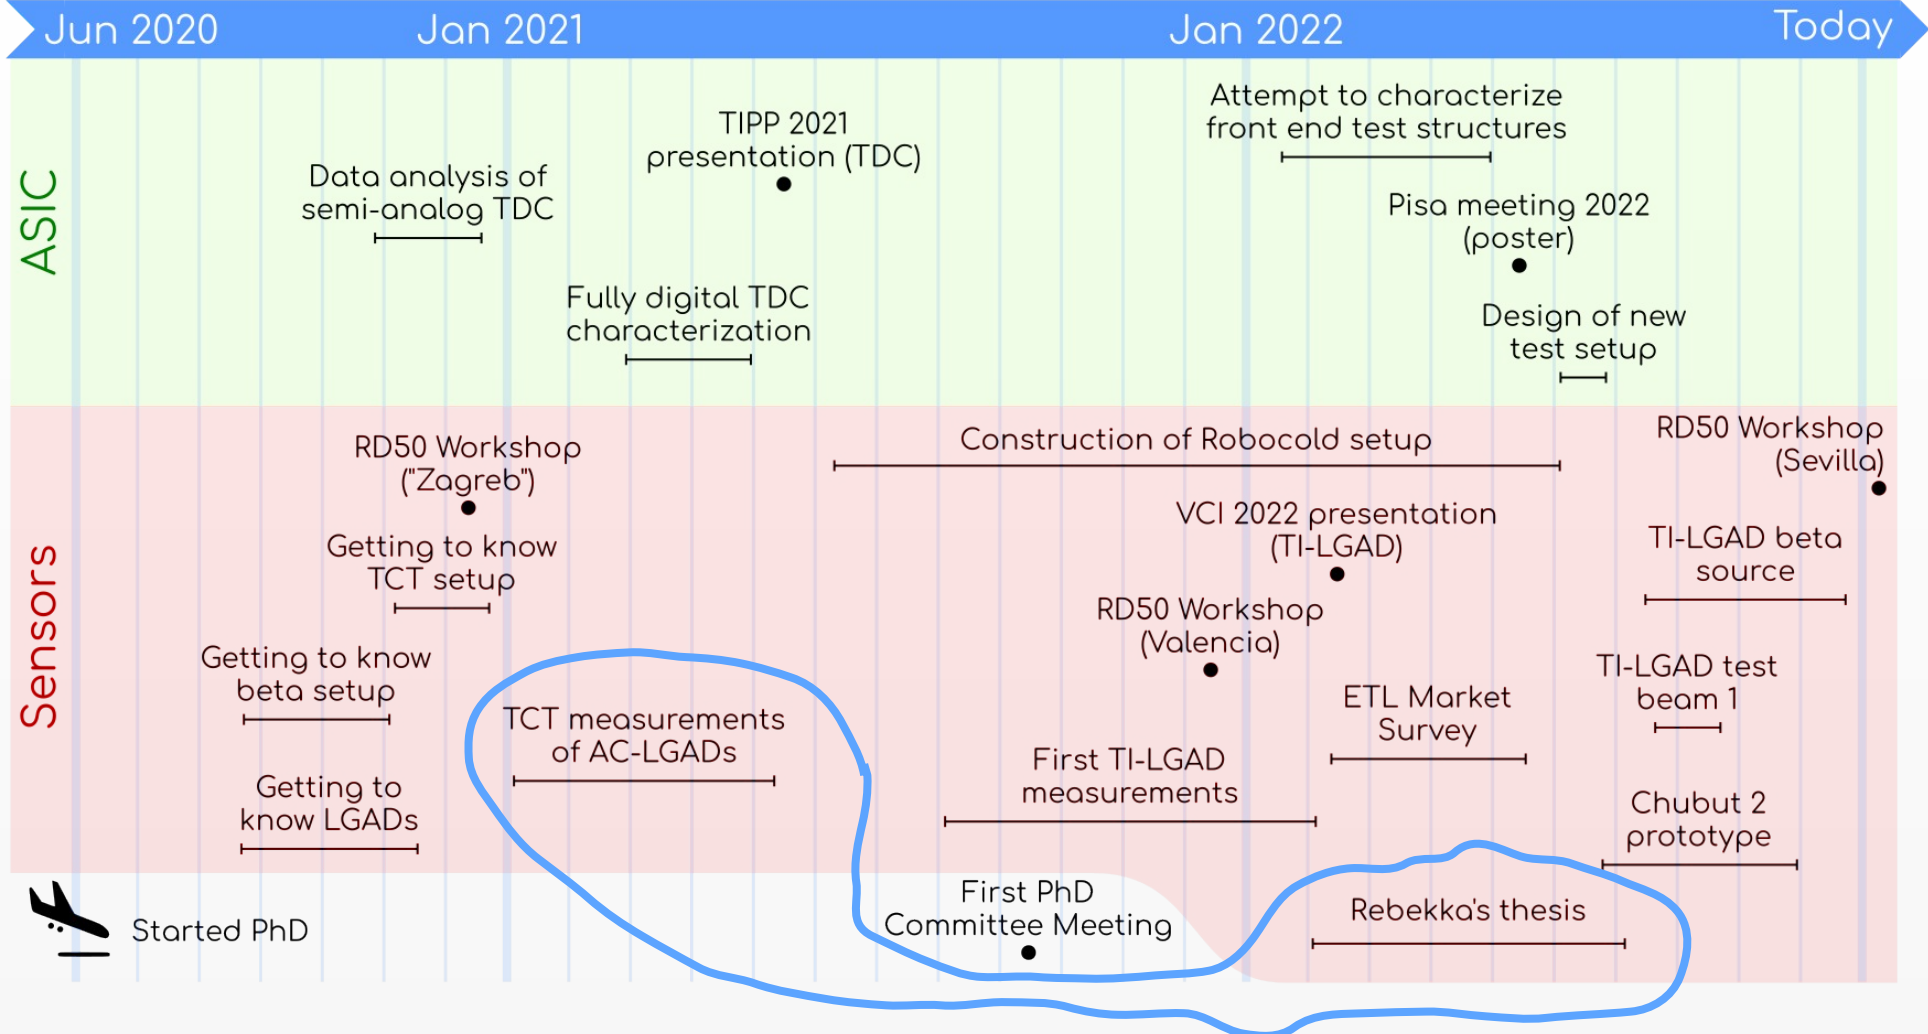 Jun 2020
Jan 2021
Jan 2022
Today
ASIC
Data analysis of
semi-analog TDC
TIPP 2021
presentation (TDC)
Fully digital TDC
characterization
Attempt to characterize
front end test structures
Pisa meeting 2022
(poster)
Design of new
test setup
Sensors
RD50 Workshop
("Zagreb")
Getting to know
TCT setup
Getting to know
beta setup
Getting to
know LGADs
TCT measurements
of AC-LGADs
Construction of Robocold setup
VCI 2022 presentation
(TI-LGAD)
RD50 Workshop
(Valencia)
ETL Market
Survey
First TI-LGAD
measurements
RD50 Workshop
(Sevilla)
TI-LGAD beta
source
TI-LGAD test
beam 1
Chubut 2
prototype
Rebekka's thesis
Started PhD
First PhD
Committee Meeting